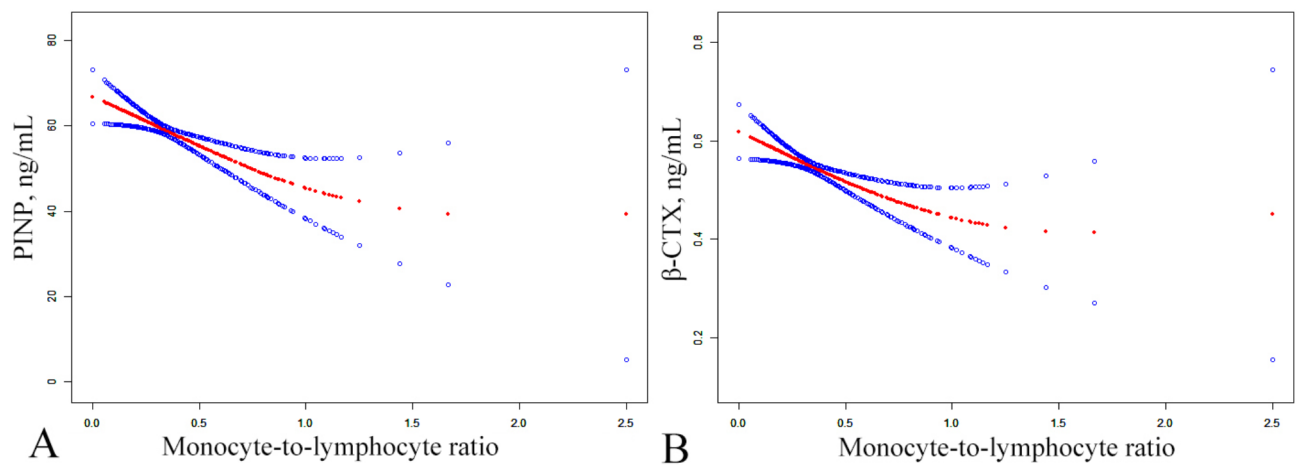 PINP, ng/mL
80
60
40
20
0
0.0 0.5 1.0 1.5 2.0 2.5
A Monocyte-to-lymphocyte ratio
β-CTX, ng/mL
0.8
0.6
0.4
0.2
0.0 0.5 1.0 1.5 2.0 2.5
B Monocyte-to-lymphocyte ratio